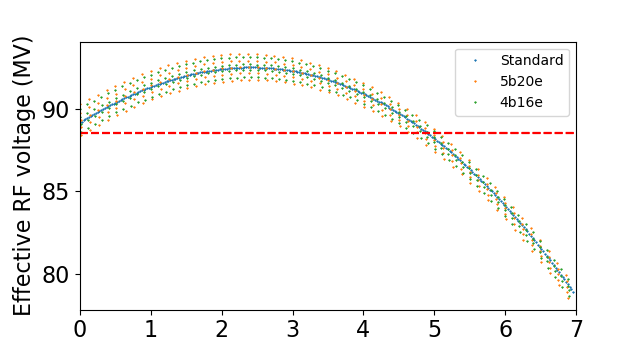 Effective RF voltage (MV)
90
85
80
0 1 2 3 4 5 6 7
Standard
5b20e
4b16e